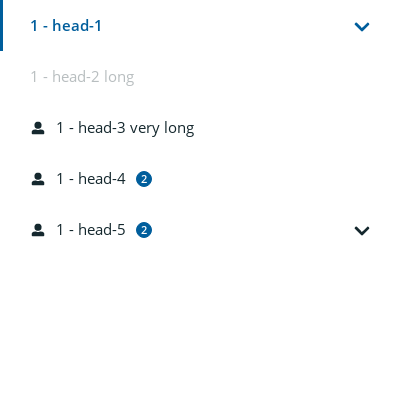 1 - head-1
1 - head-2 long
1 - head-3 very long
1 - head-4 2
1 - head-5 2